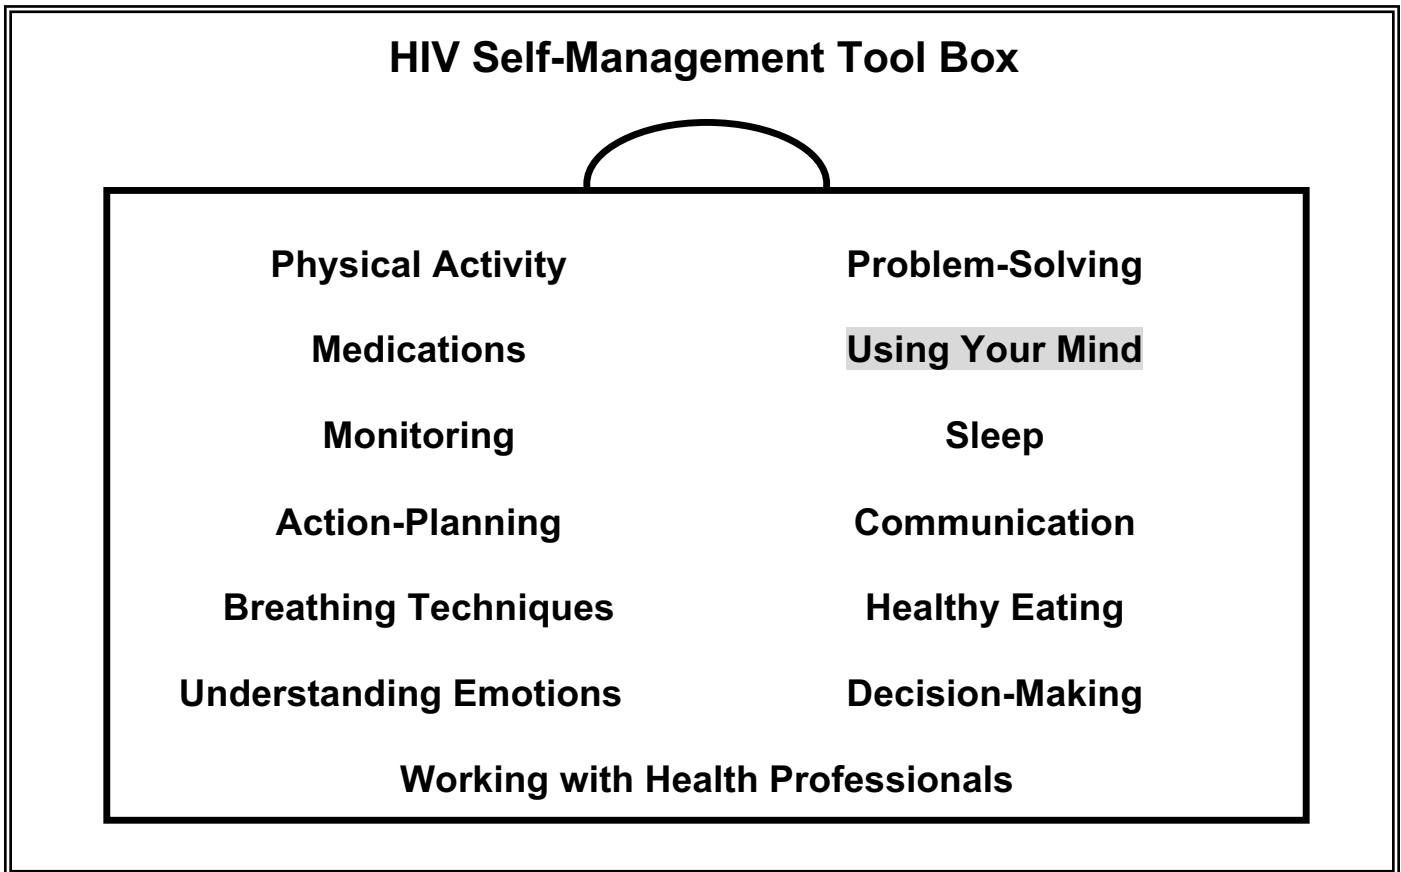 HIV Self-Management Tool Box
Physical Activity
Problem-Solving
Medications
Using Your Mind
Monitoring
Sleep
Action-Planning
Communication
Breathing Techniques
Healthy Eating
Understanding Emotions
Decision-Making
Working with Health Professionals